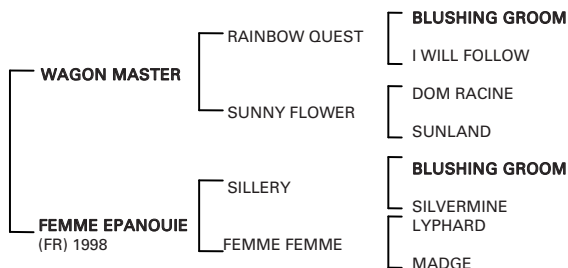 BLUSHING GROOM
RAINBOW QUEST
I WILL FOLLOW
WAGON MASTER
DOM RACINE
SUNNY FLOWER
SUNLAND
BLUSHING GROOM
SILLERY
SILVERMINE
FEMME EPANOUIE
LYPHARD
(FR) 1998
FEMME FEMME
MADGE